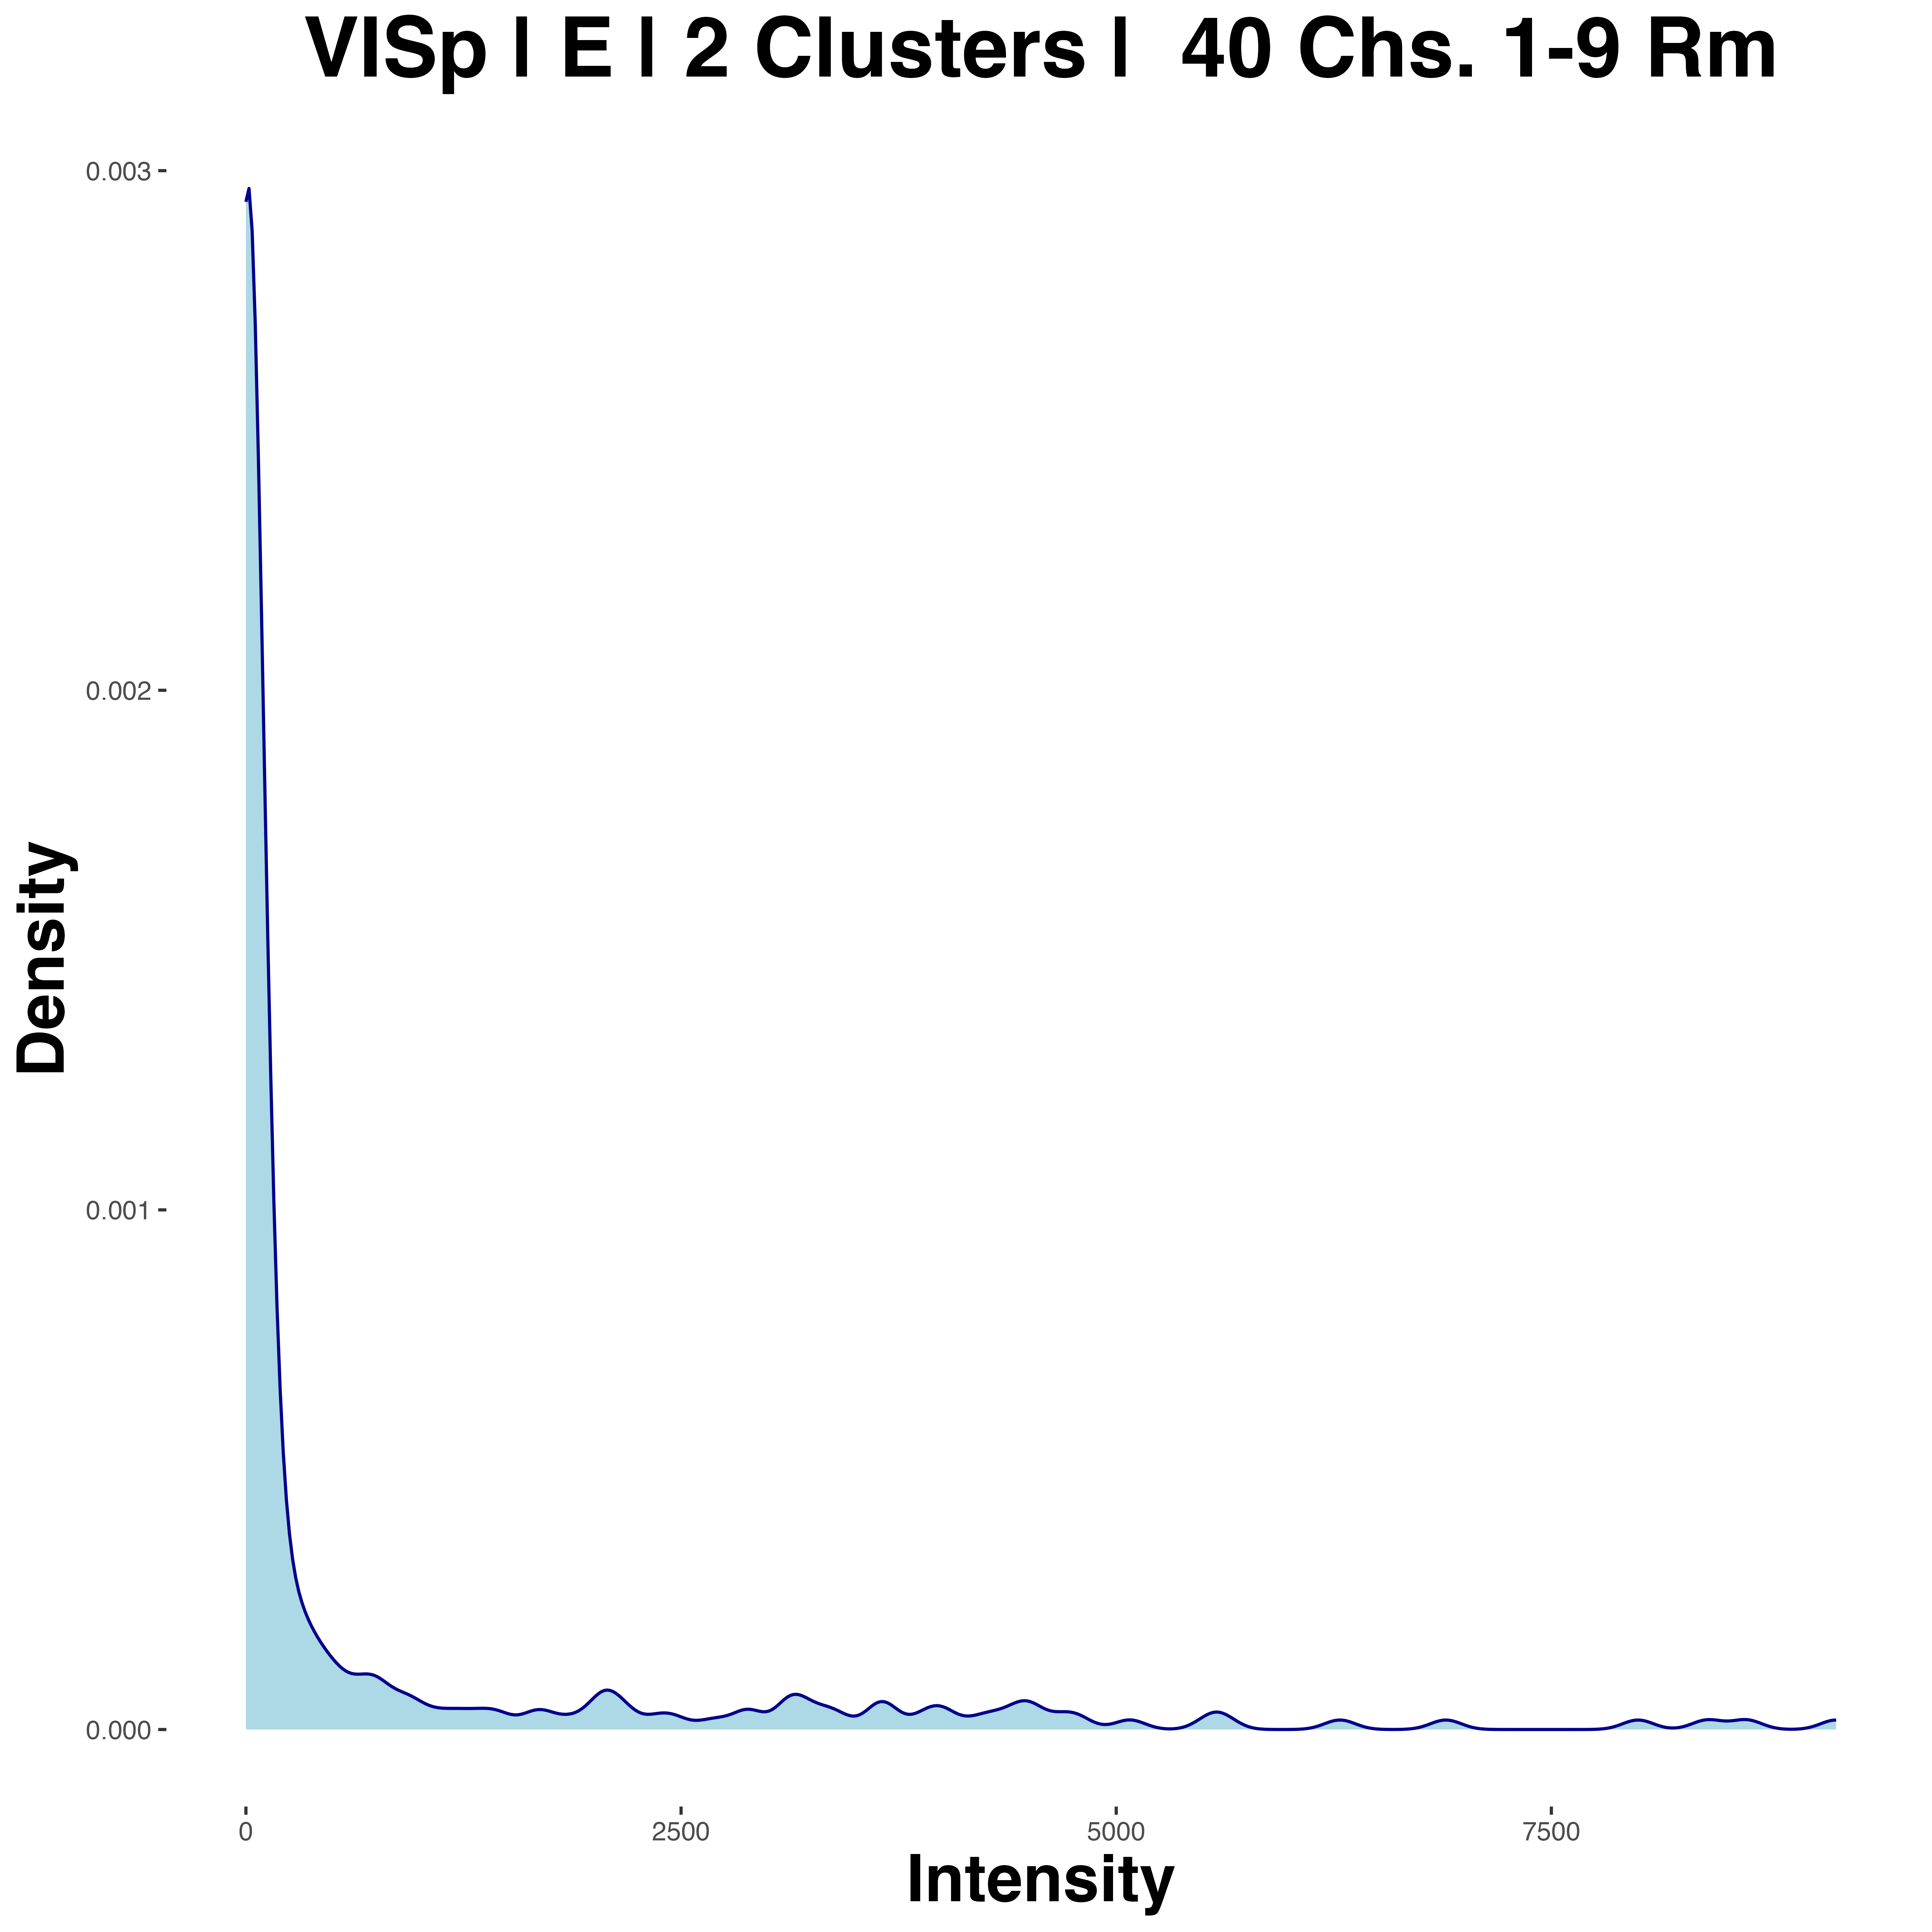 VISp | E | 2 Clusters | 40 Chs. 1-9 Rm
0.003
0.002
0.001
0.000
Density
0 2500 5000 7500
Intensity